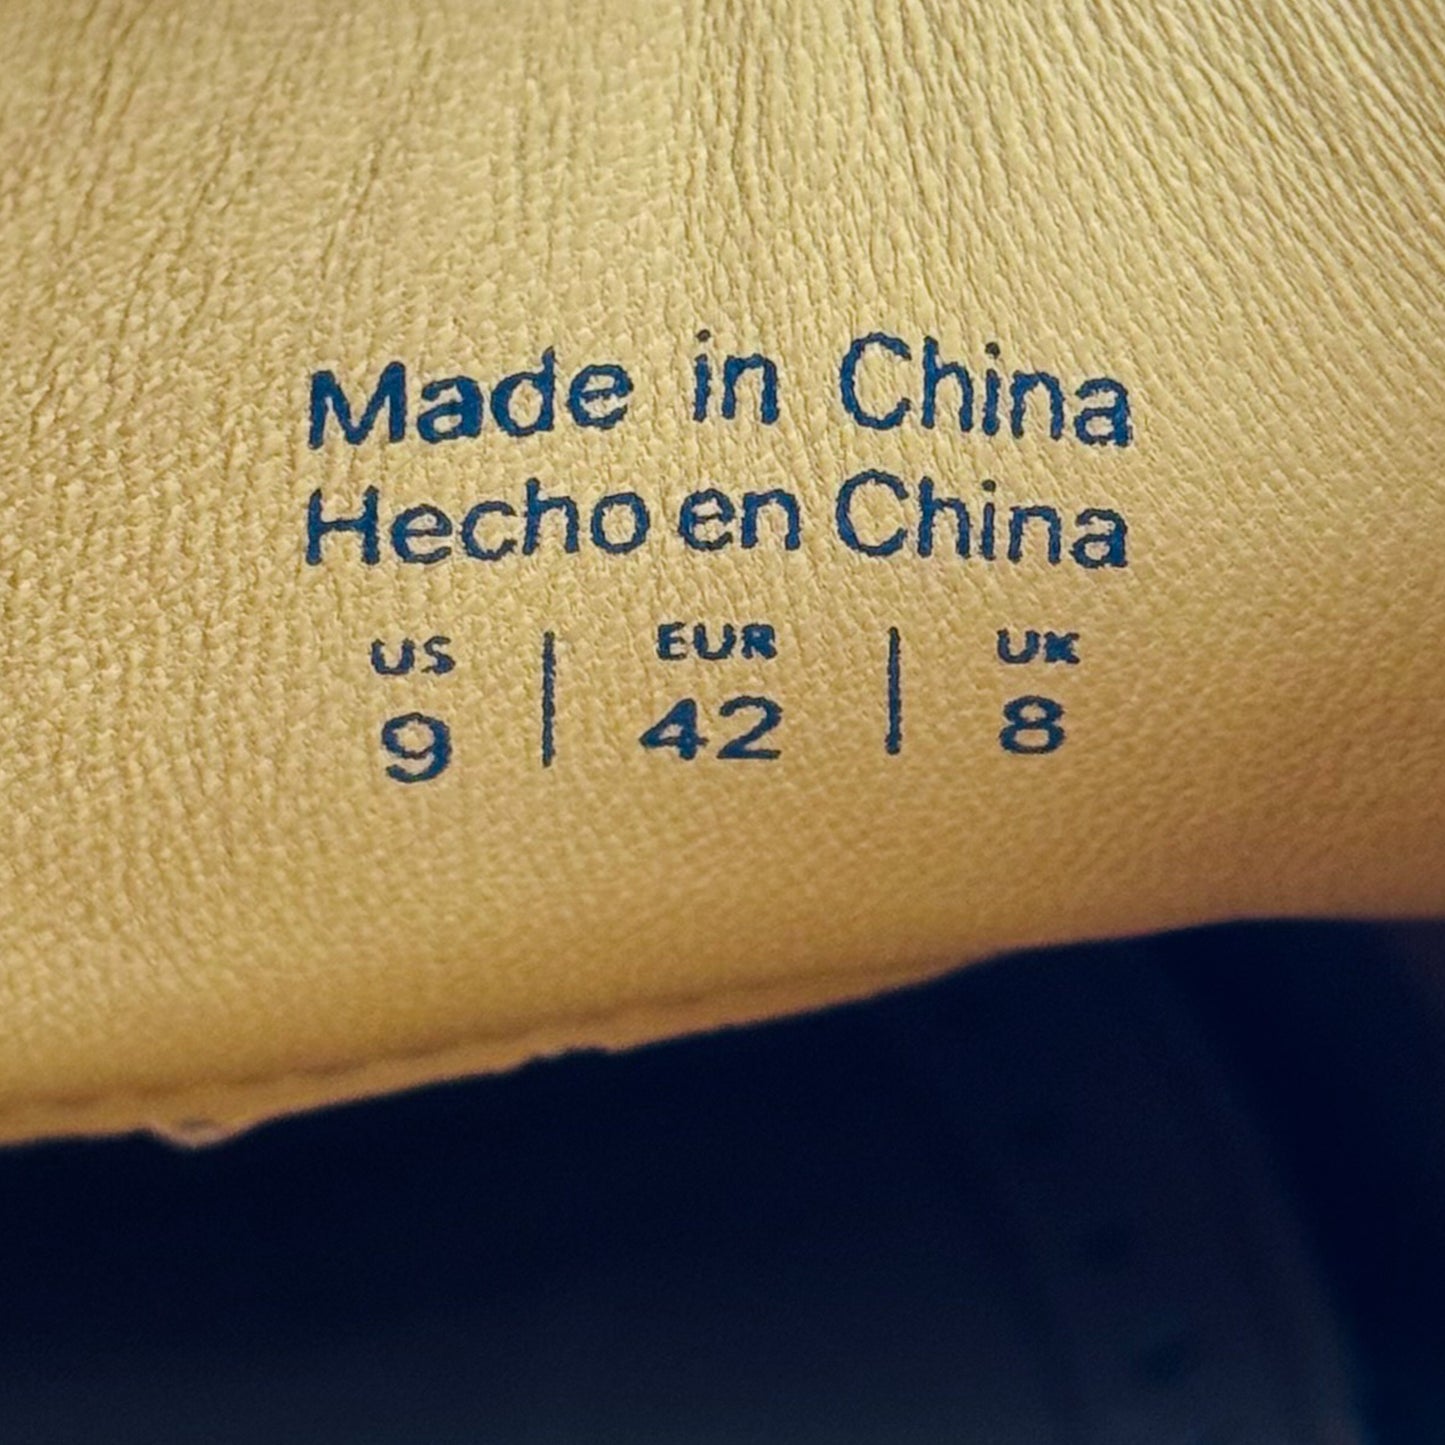 Made in China
Hecho en China
US | EUR | UK
9 | 42 | 8